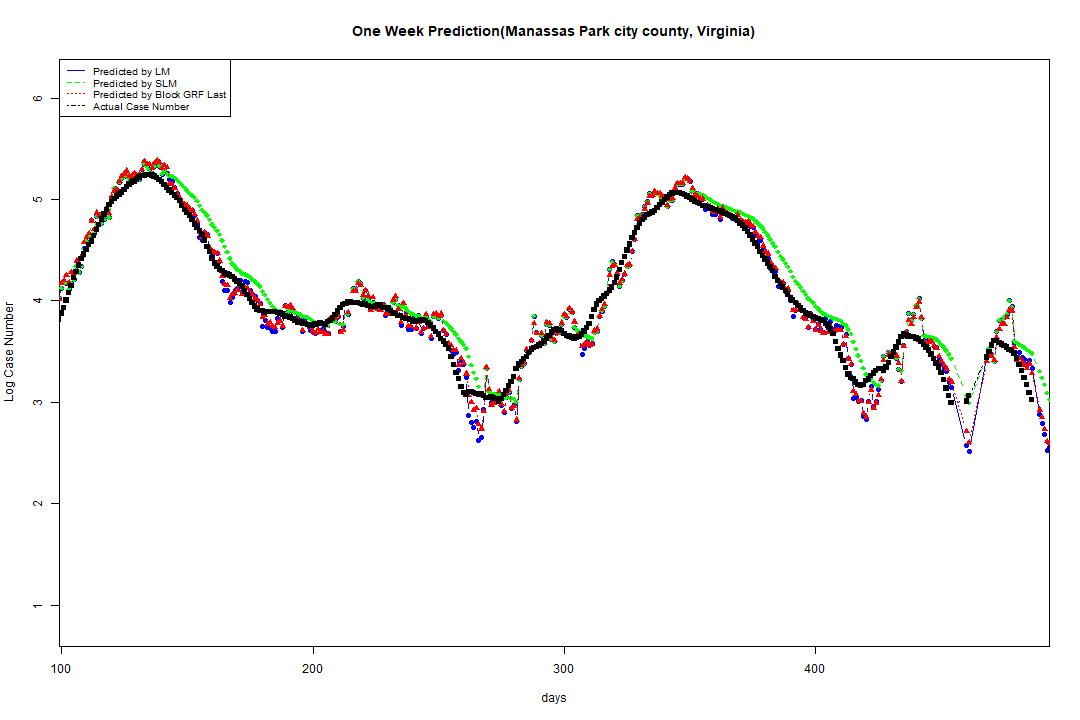 One Week Prediction(Manassas Park city county, Virginia)
Predicted by LM
Predicted by SLM
Predicted by Block GRF Last
Actual Case Number
6
5
4
3
2
1
Log Case Number
100 200 300 400
days